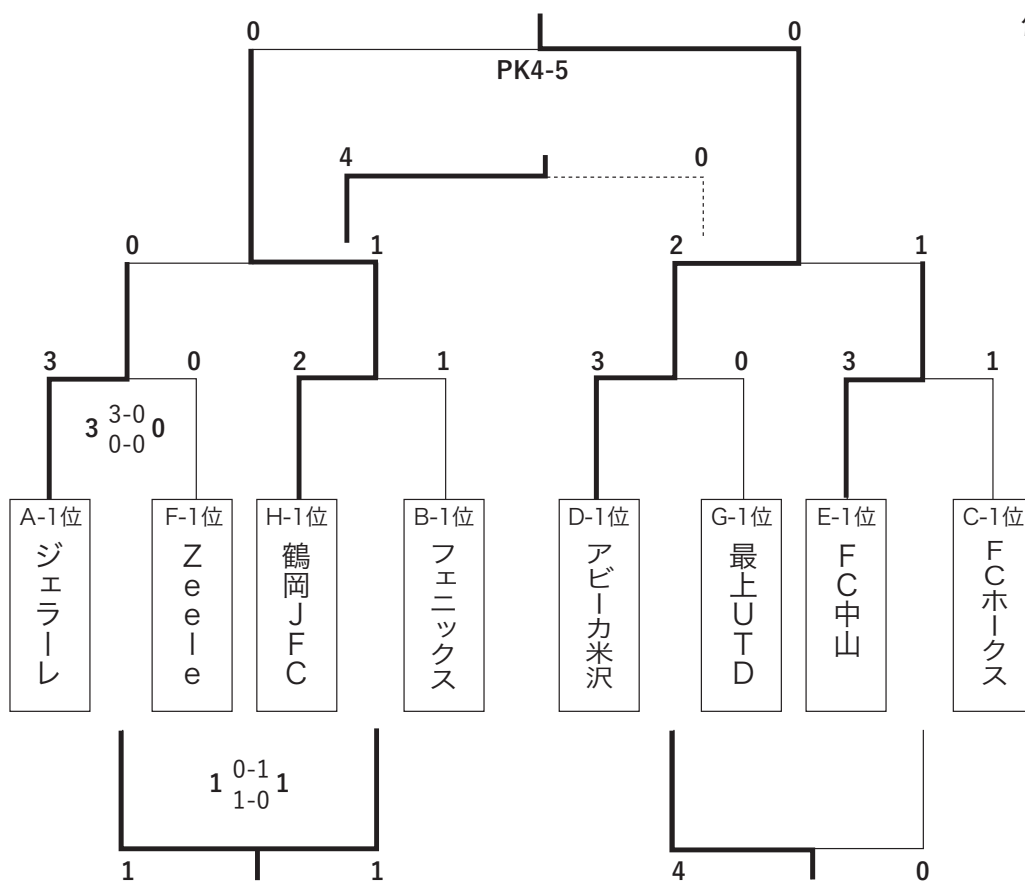 0 0
PK4-5
4 0
0 1 2 1
3 0 2 1 3 0 3 1
3 3-0 0-0 0
A-1位 F-1位 H-1位 B-1位 D-1位 G-1位 E-1位 C-1位
ジェラーレ
Zeele
鶴岡JFC
フェニックス
アビーカ米沢
最上UTD
FC中山
FCホークス
1 0-1 1-0 1
1 1 4 0